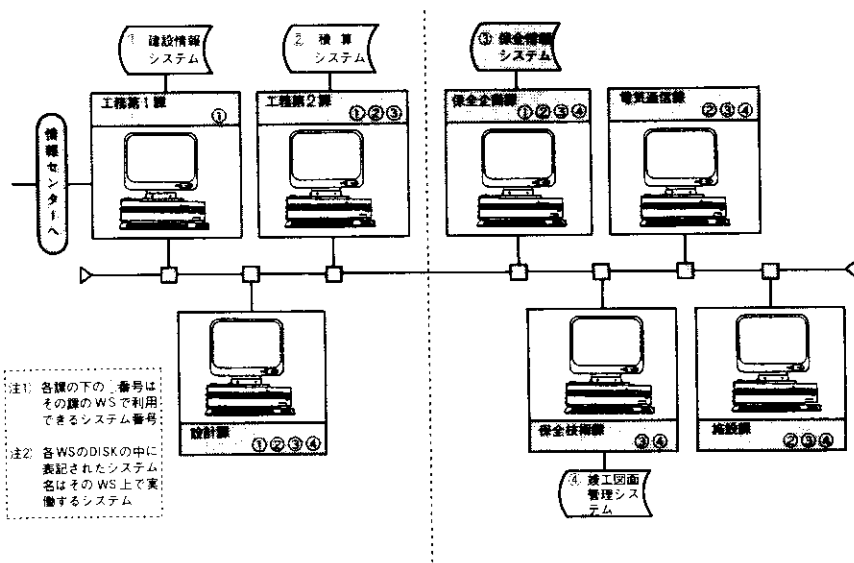 ① 建設情報
システム
② 積算
システム
③ 保全情報
システム
工務第1課
①
工務第2課
①②③
保全企画課
①②③④
電気通信課
②③④
情報センターへ
設計課
①②③④
保全技術課
③④
施設課
②③④
④ 竣工図面
管理シス
テム
注1) 各課の下の 番号は
その課のWSで利用
できるシステム番号
注2) 各WSのDISKの中に
表記されたシステム
名はそのWS上で実
働するシステム